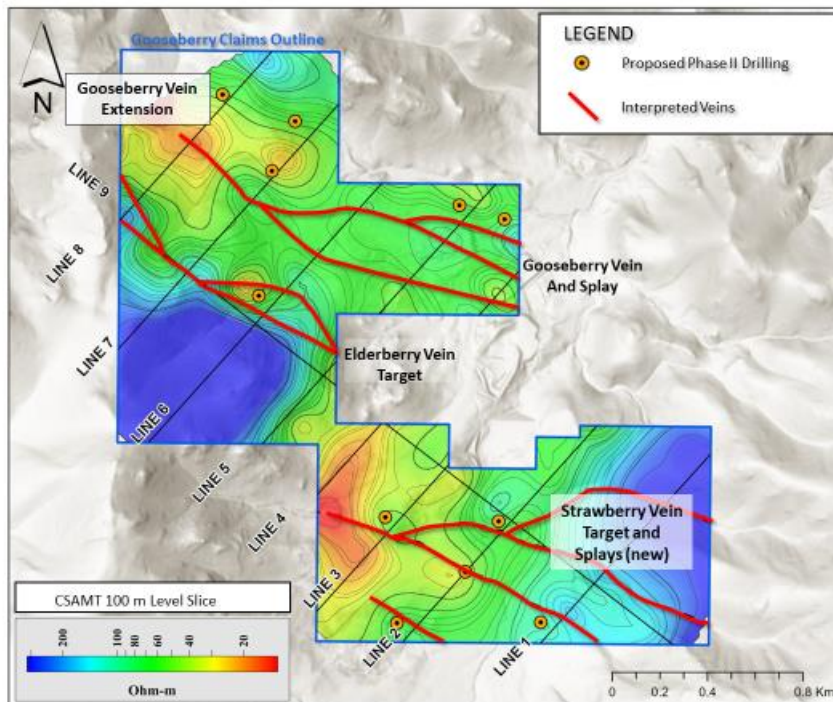 Gooseberry Claims Outline
LEGEND
Proposed Phase II Drilling
Interpreted Veins
N
Gooseberry Vein
Extension
LINE 9
LINE 8
LINE 7
LINE 6
LINE 5
LINE 4
LINE 3
LINE 2
LINE 1
Gooseberry Vein
And Splay
Elderberry Vein
Target
Strawberry Vein
Target and
Splays (new)
CSAMT 100 m Level Slice
200 100 80 60 40 20
Ohm-m
0 0.2 0.4 0.8 Km